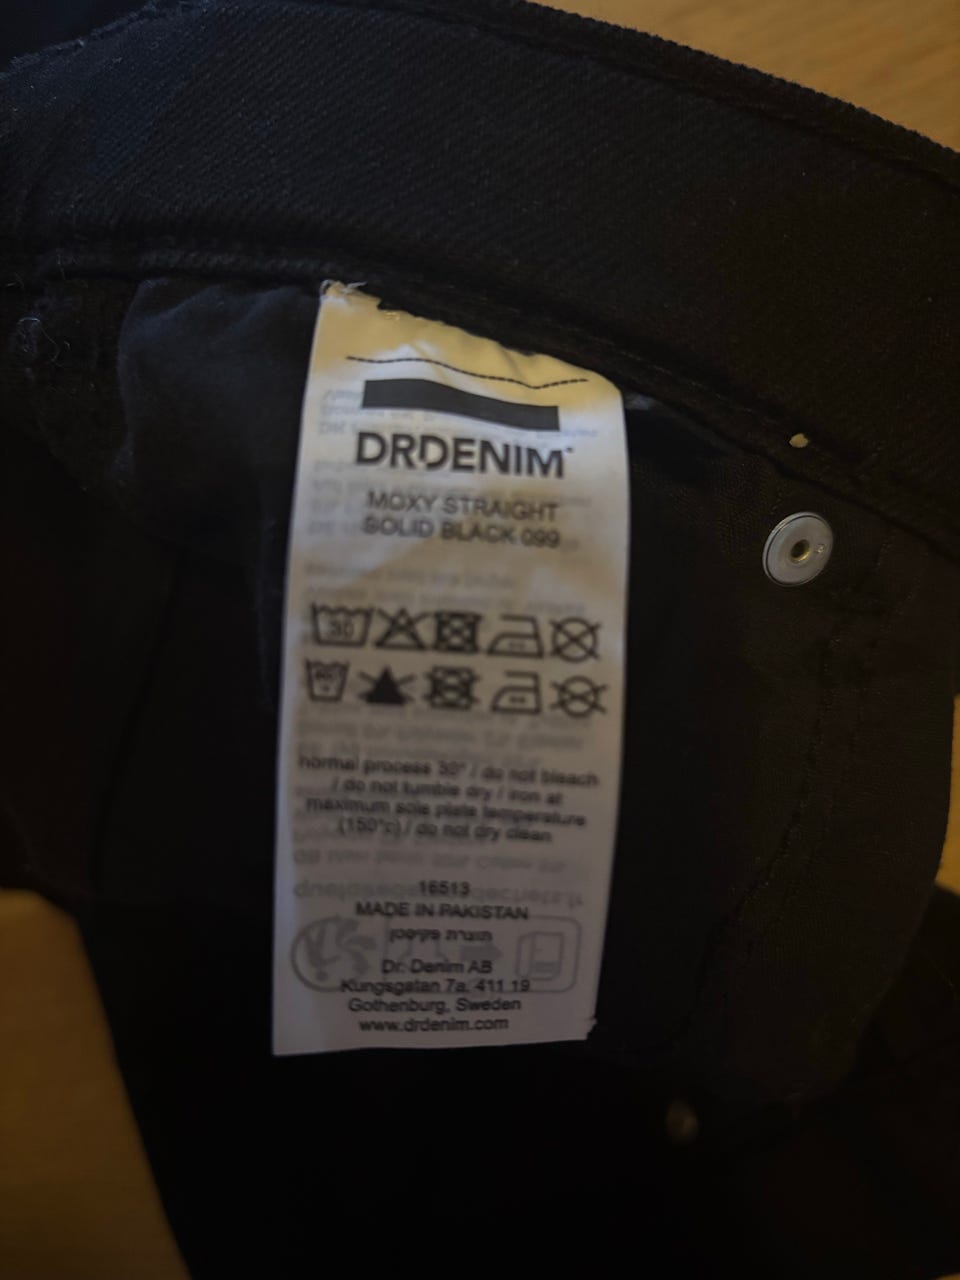 DRDENIM
MOXY STRAIGHT
SOLID BLACK 099
30
normal process 30° / do not bleach
/ do not tumble dry / iron at
maximum sole plate temperature
(150°c) / do not dry clean
16513
MADE IN PAKISTAN
תוצרת פקיסטן
Dr. Denim AB
Kungsgatan 7a. 411 19
Gothenburg, Sweden
www.drdenim.com